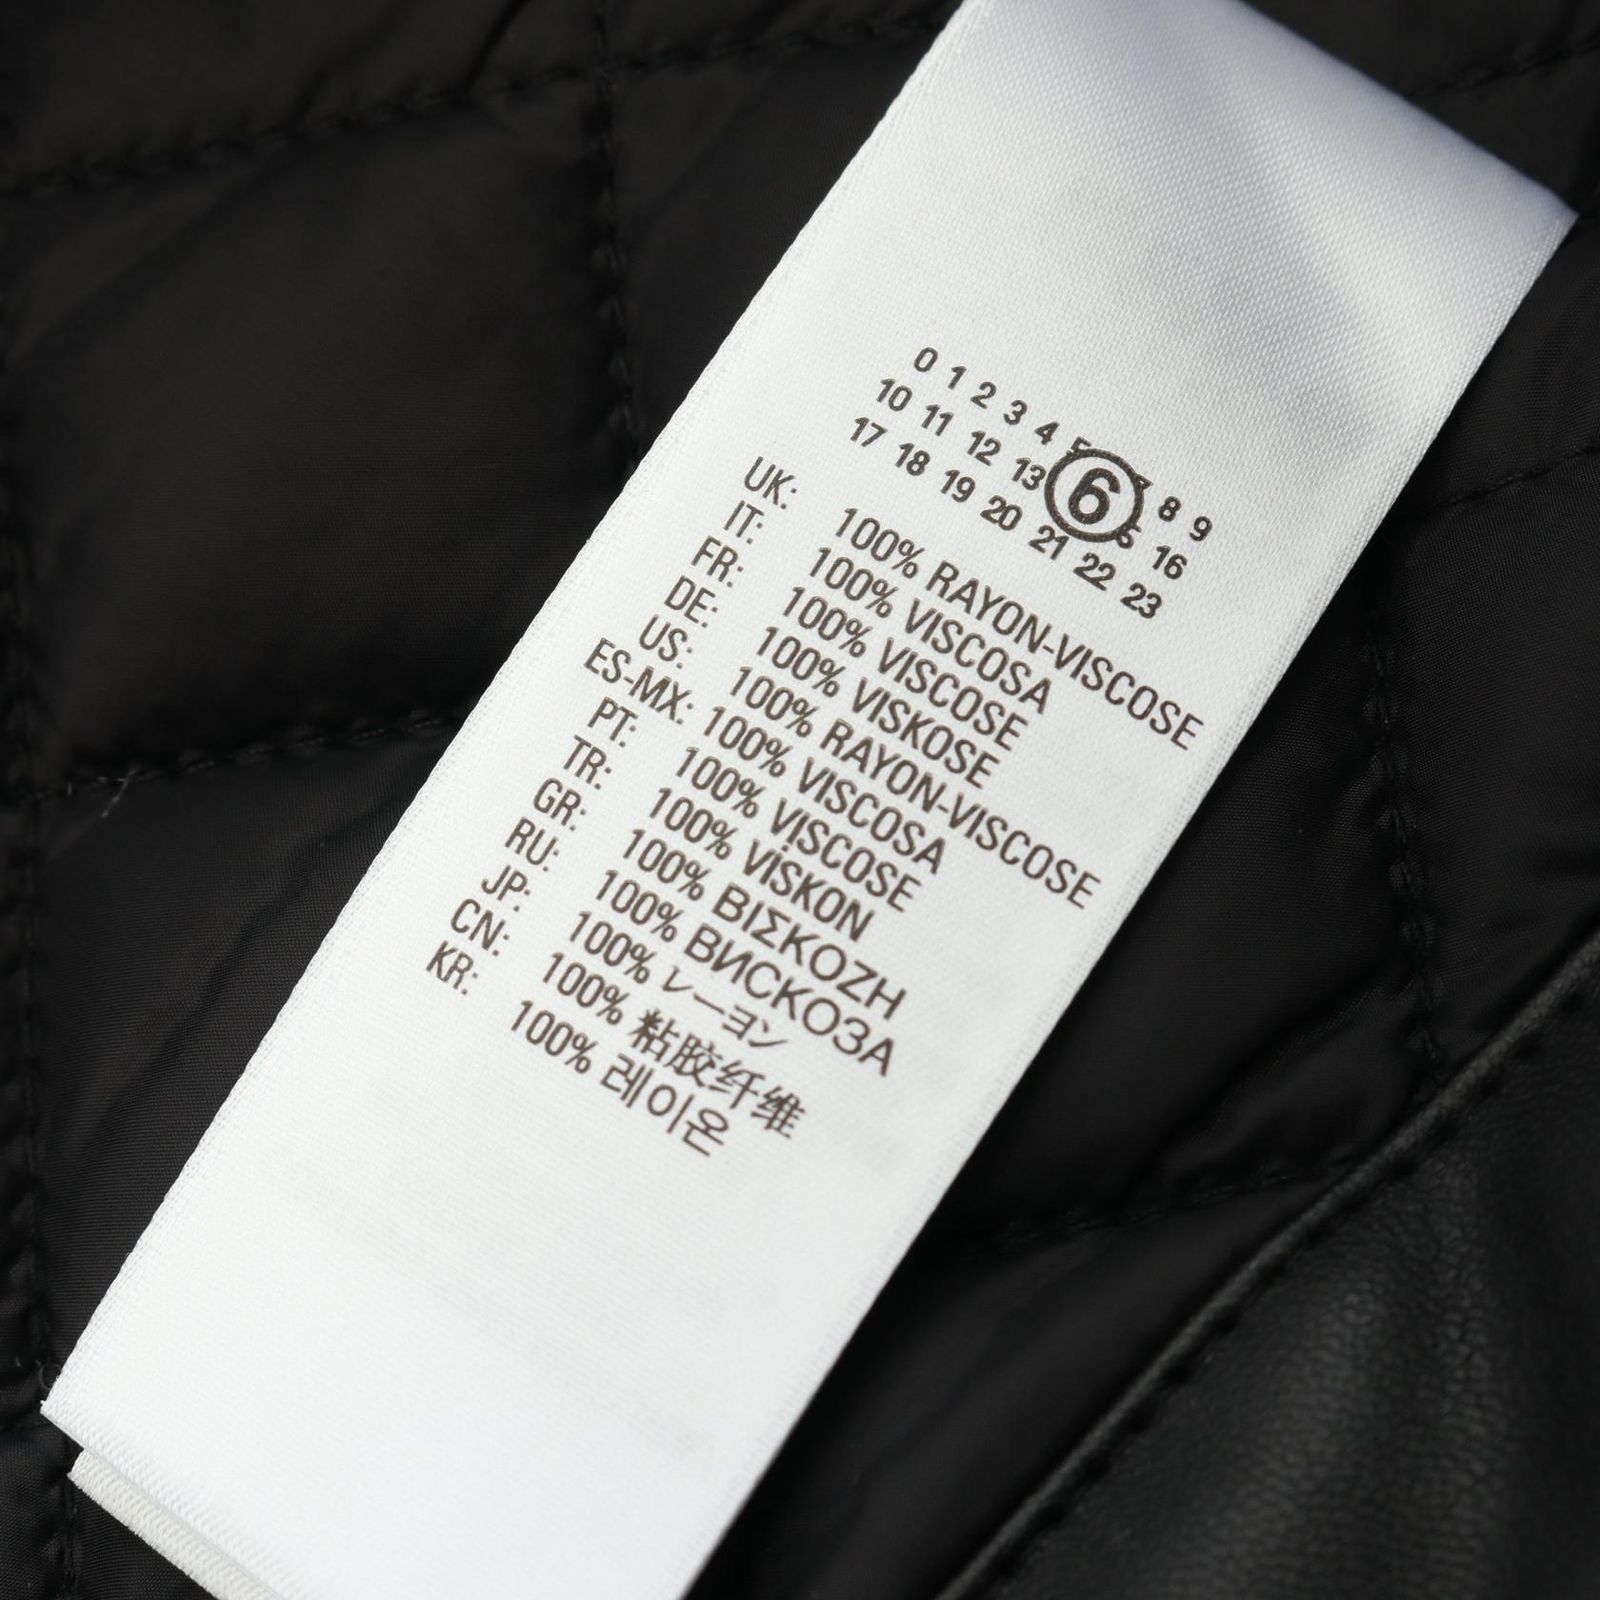 0 1 2 3 4 5 6 7 8 9
10 11 12 13 5 16
17 18 19 20 21 22 23
UK: 100% RAYON-VISCOSE
IT: 100% VISCOSA
FR: 100% VISCOSE
DE: 100% VISKOSE
US: 100% RAYON-VISCOSE
ES-MX: 100% VISCOSA
PT: 100% VISCOSE
TR: 100% VİSKON
GR: 100% ΒΙΣΚΟΖΗ
RU: 100% ВИСКОЗА
JP: 100% レーヨン
CN: 100% 粘胶纤维
KR: 100% 레이온